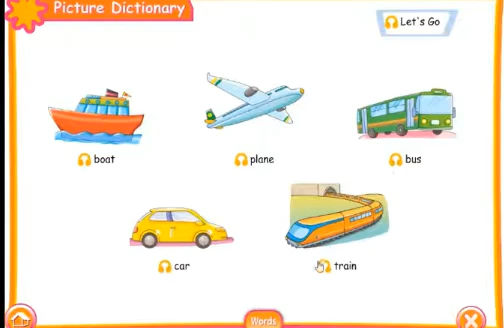 Picture Dictionary
Let's Go
boat
plane
bus
car
train
Words